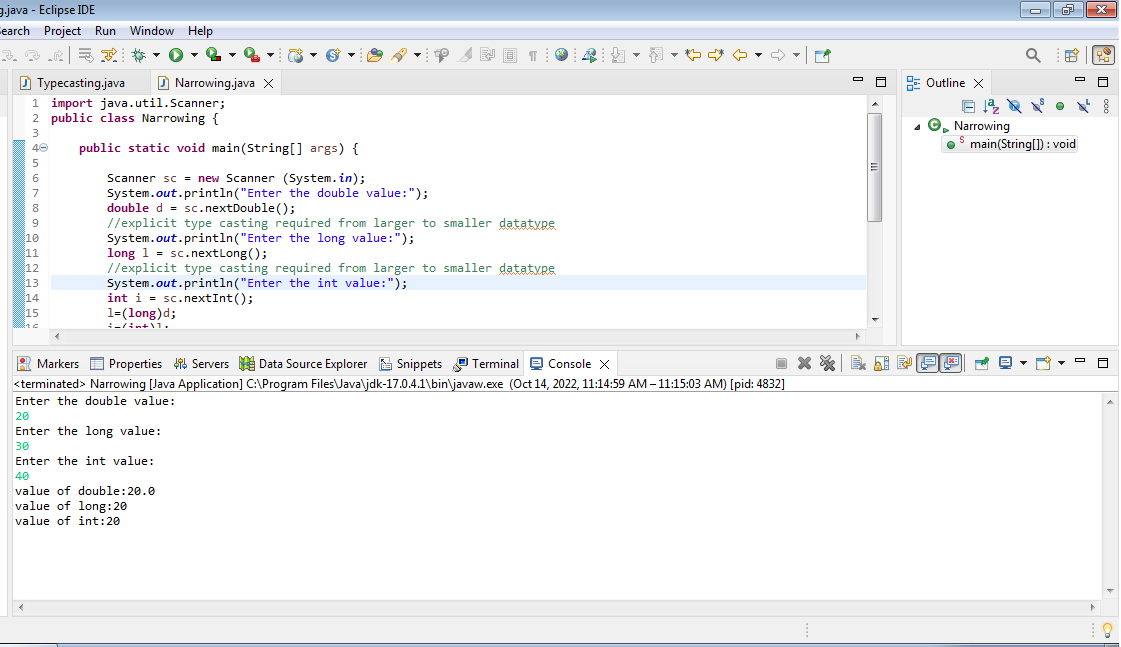 g.java - Eclipse IDE
earch Project Run Window Help
Typecasting.java Narrowing.java
1 import java.util.Scanner;
2 public class Narrowing {
3
4 public static void main(String[] args) {
5
6 Scanner sc = new Scanner (System.in);
7 System.out.println("Enter the double value:");
8 double d = sc.nextDouble();
9 //explicit type casting required from larger to smaller datatype
10 System.out.println("Enter the long value:");
11 long l = sc.nextLong();
12 //explicit type casting required from larger to smaller datatype
13 System.out.println("Enter the int value:");
14 int i = sc.nextInt();
15 l=(long)d;
16 i=(int)l;
Outline
Narrowing
main(String[]) : void
Markers Properties Servers Data Source Explorer Snippets Terminal Console
<terminated> Narrowing [Java Application] C:\Program Files\Java\jdk-17.0.4.1\bin\javaw.exe (Oct 14, 2022, 11:14:59 AM – 11:15:03 AM) [pid: 4832]
Enter the double value:
20
Enter the long value:
30
Enter the int value:
40
value of double:20.0
value of long:20
value of int:20